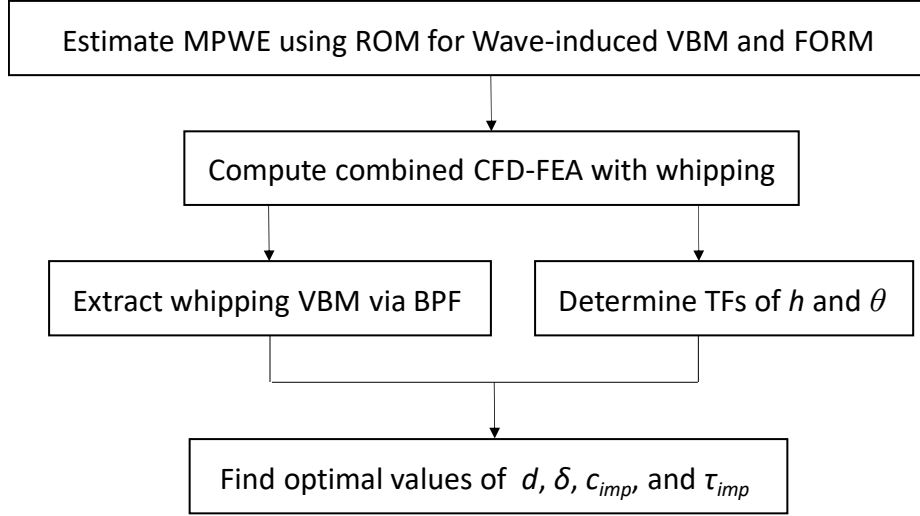 Estimate MPWE using ROM for Wave-induced VBM and FORM
Compute combined CFD-FEA with whipping
Extract whipping VBM via BPF
Determine TFs of h and θ
Find optimal values of d, δ, c_imp, and τ_imp